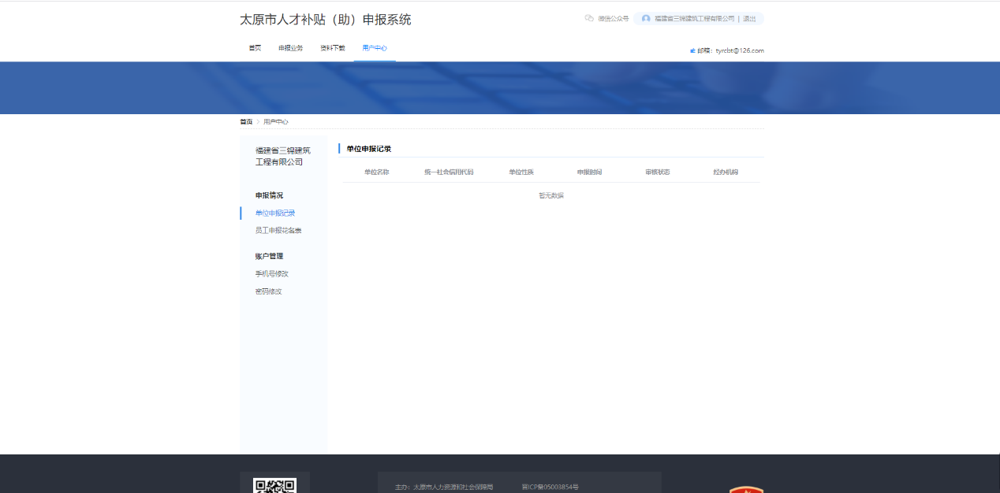 太原市人才补贴（助）申报系统
微信公众号
福建省三锦建筑工程有限公司 | 退出
首页 申报业务 资料下载 用户中心
邮箱：tyrcbt@126.com
首页 > 用户中心
福建省三锦建筑
工程有限公司
申报情况
单位申报记录
员工申报花名表
账户管理
手机号修改
密码修改
单位申报记录
单位名称 统一社会信用代码 单位性质 申报时间 审核状态 经办机构
暂无数据
主办：太原市人力资源和社会保障局 晋ICP备05003854号